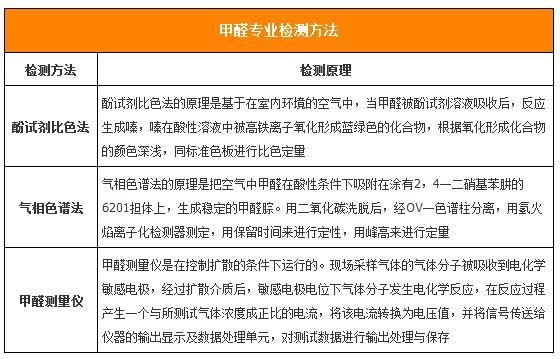 甲醛专业检测方法
检测方法
检测原理
酚试剂比色法
酚试剂比色法的原理是基于在室内环境的空气中，当甲醛被酚试剂溶液吸收后，反应
生成嗪，嗪在酸性溶液中被高铁离子氧化形成蓝绿色的化合物，根据氧化形成化合物
的颜色深浅，同标准色板进行比色定量
气相色谱法
气相色谱法的原理是把空气中甲醛在酸性条件下吸附在涂有2，4一二硝基苯肼的
6201担体上，生成稳定的甲醛腙。用二氧化碳洗脱后，经OV一色谱柱分离，用氢火
焰离子化检测器测定，用保留时间来进行定性，用峰高来进行定量
甲醛测量仪
甲醛测量仪是在控制扩散的条件下运行的。现场采样气体的气体分子被吸收到电化学
敏感电极，经过扩散介质后，敏感电极电位下气体分子发生电化学反应，在反应过程
产生一个与所测试气体浓度成正比的电流，将该电流转换为电压值，并将信号传送给
仪器的输出显示及数据处理单元，对测试数据进行输出处理与保存